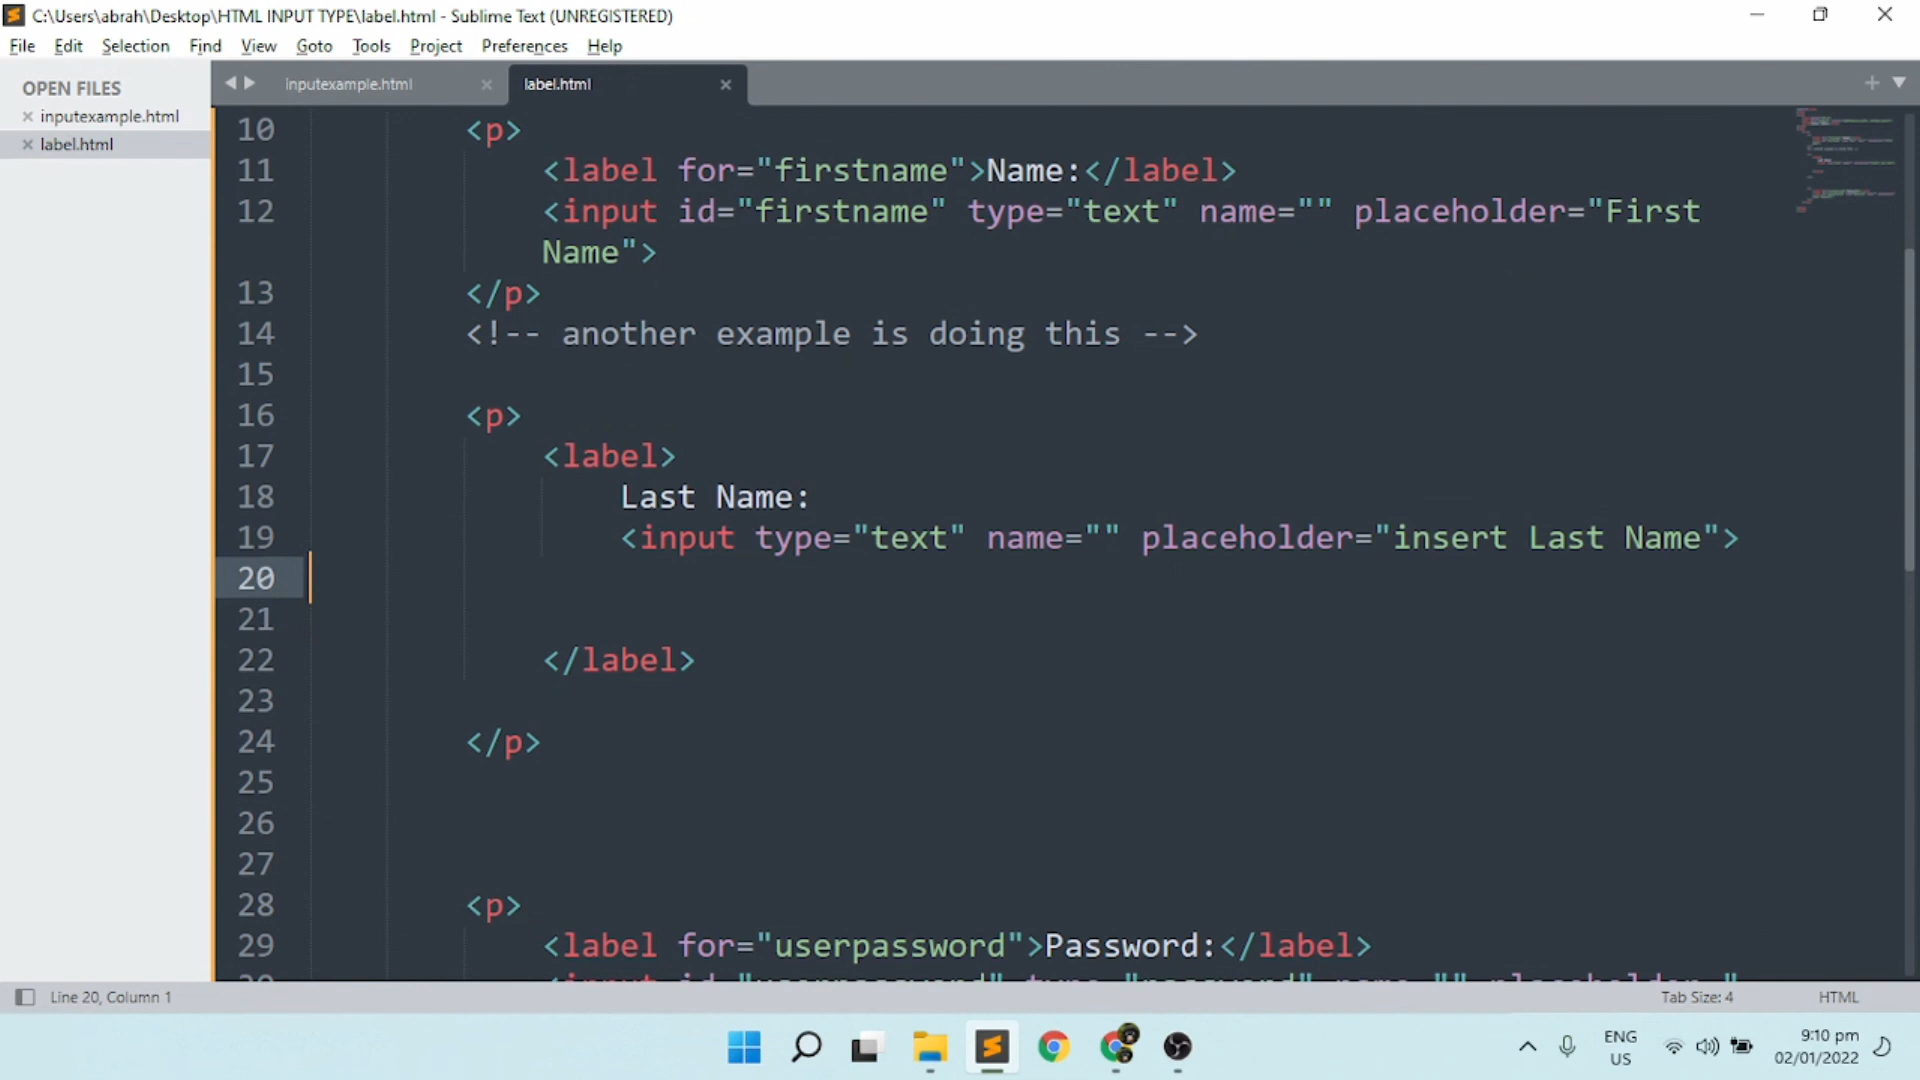 C:\Users\abrah\Desktop\HTML INPUT TYPE\label.html - Sublime Text (UNREGISTERED)
File Edit Selection Find View Goto Tools Project Preferences Help
OPEN FILES
inputexample.html
label.html
inputexample.html
label.html
10 <p>
11 <label for="firstname">Name:</label>
12 <input id="firstname" type="text" name="" placeholder="First
Name">
13 </p>
14 <!-- another example is doing this -->
15
16 <p>
17 <label>
18 Last Name:
19 <input type="text" name="" placeholder="insert Last Name">
20
21
22 </label>
23
24 </p>
25
26
27
28 <p>
29 <label for="userpassword">Password:</label>
Line 20, Column 1
Tab Size: 4
HTML
ENG
US
9:10 pm
02/01/2022